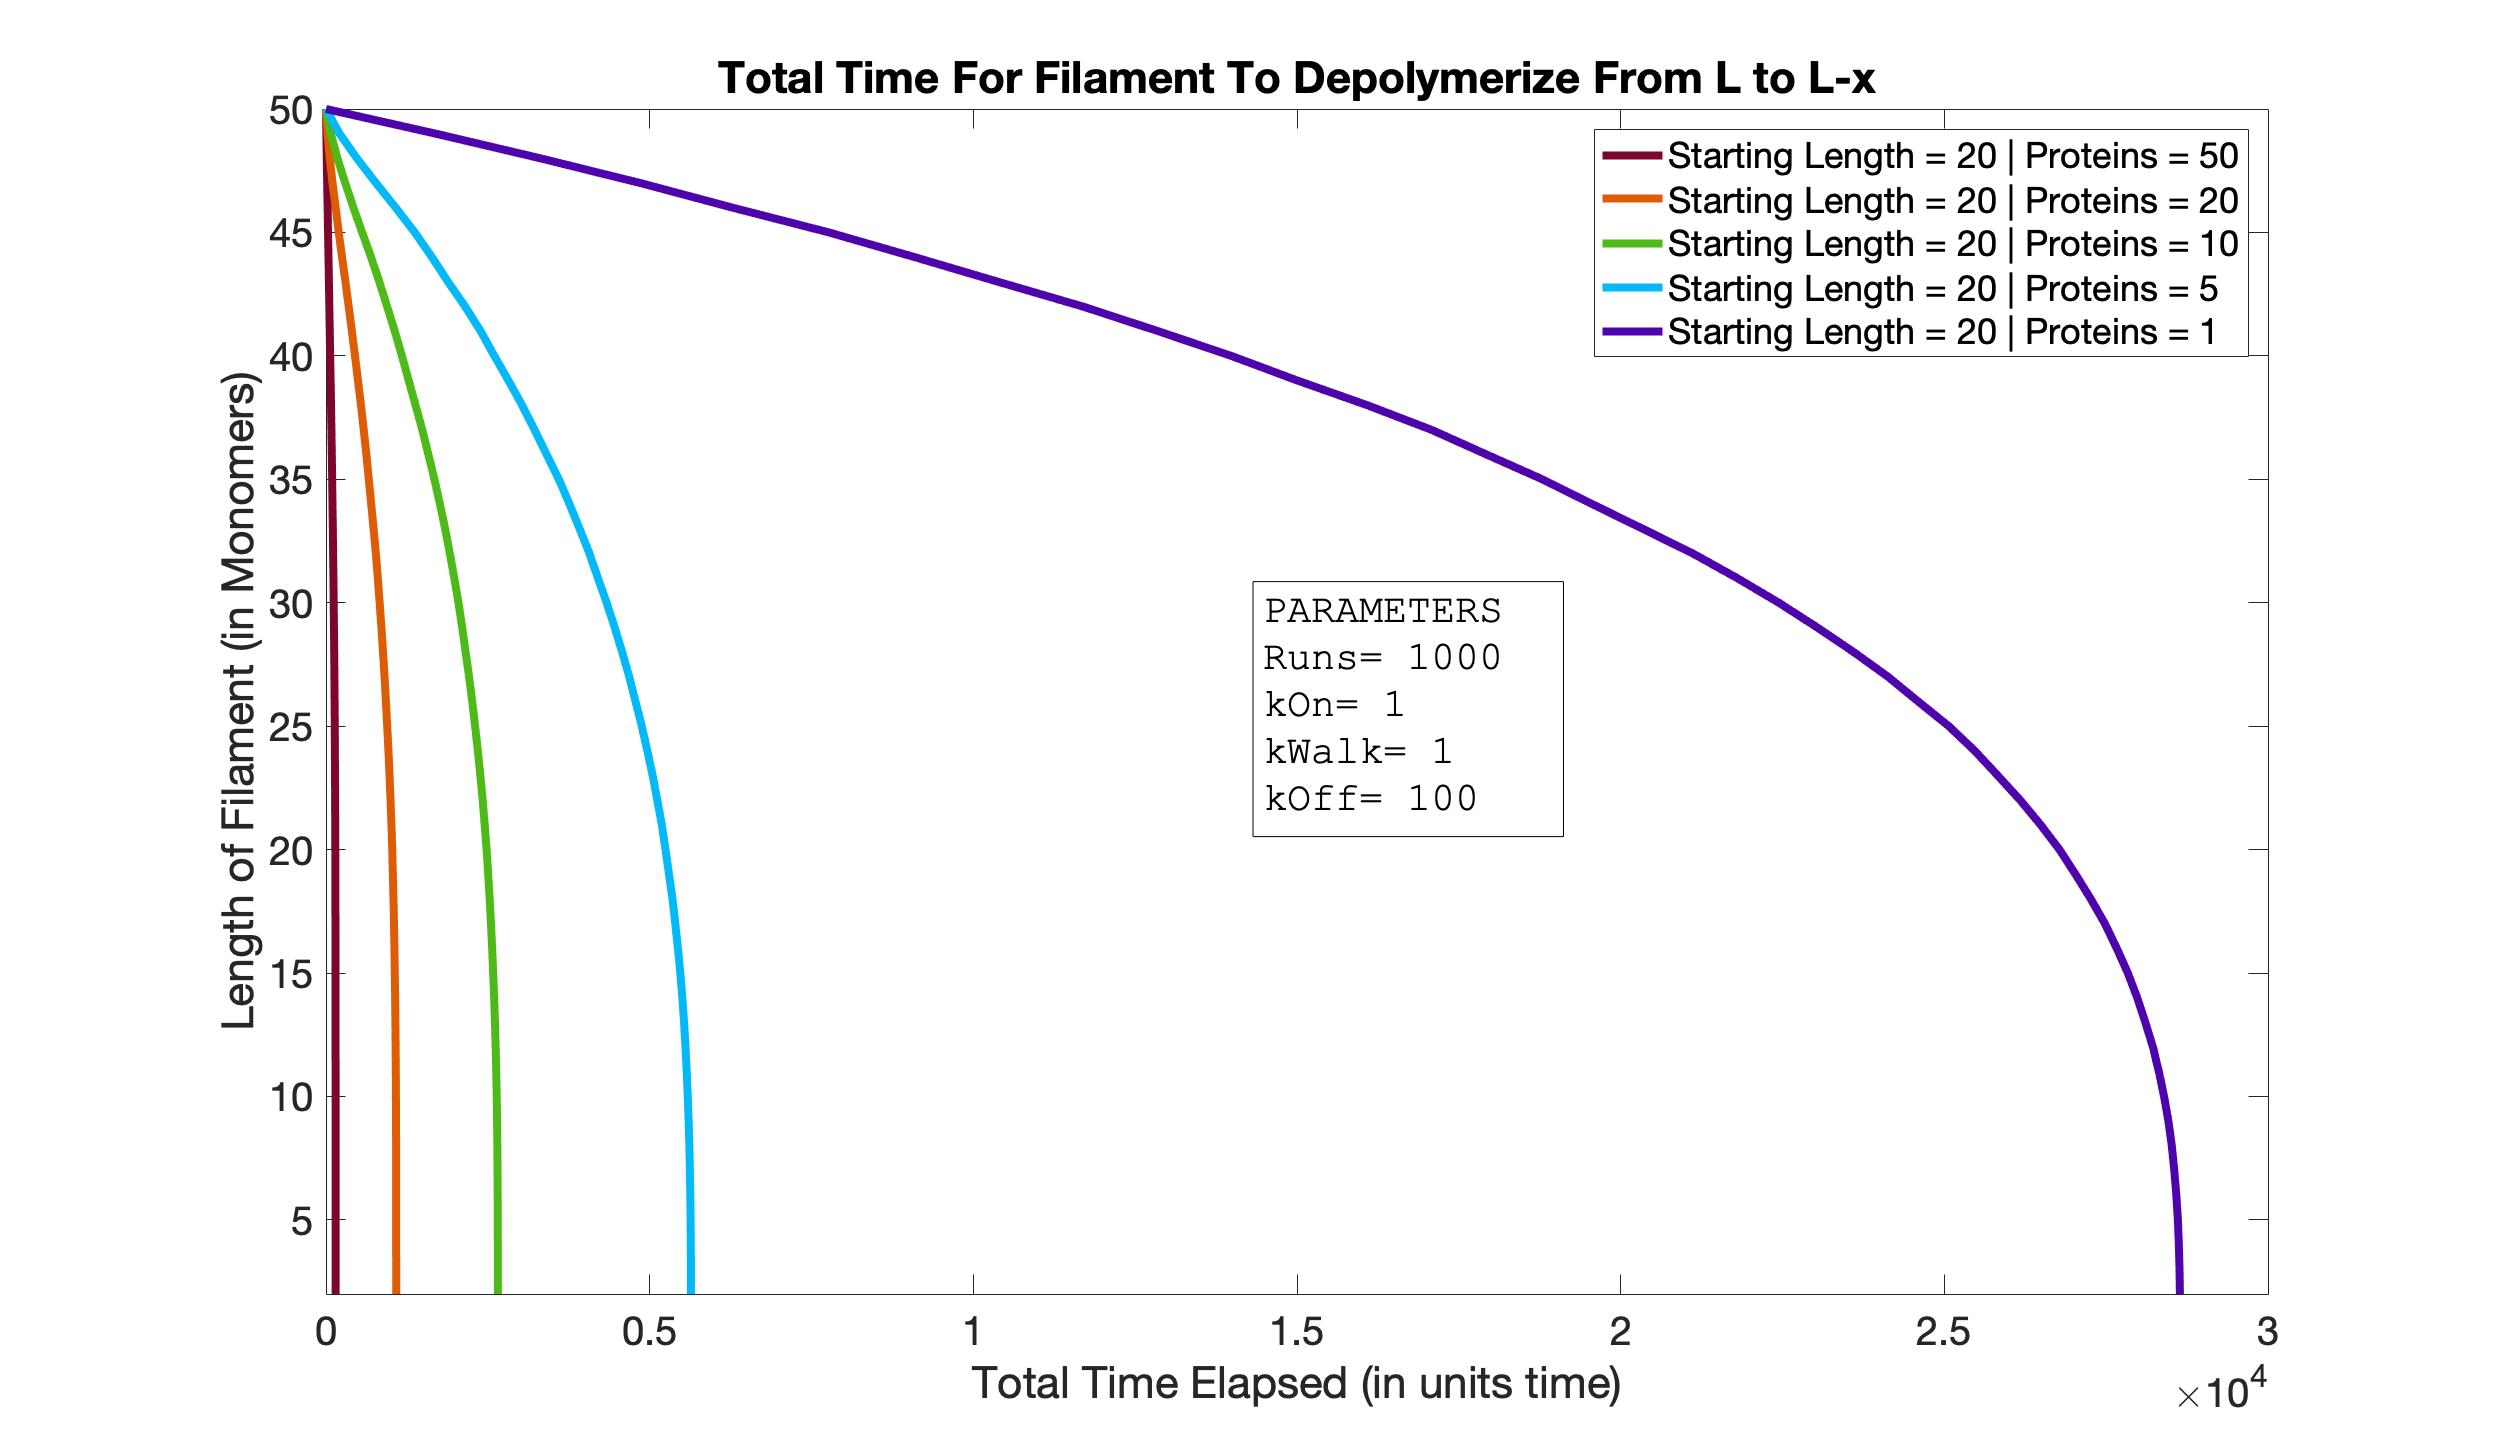 Total Time For Filament To Depolymerize From L to L-x
Starting Length = 20 | Proteins = 50
Starting Length = 20 | Proteins = 20
Starting Length = 20 | Proteins = 10
Starting Length = 20 | Proteins = 5
Starting Length = 20 | Proteins = 1
Length of Filament (in Monomers)
50
45
40
35
30
25
20
15
10
5
PARAMETERS
Runs= 1000
kOn= 1
kWalk= 1
kOff= 100
0 0.5 1 1.5 2 2.5 3
Total Time Elapsed (in units time)
×10⁴